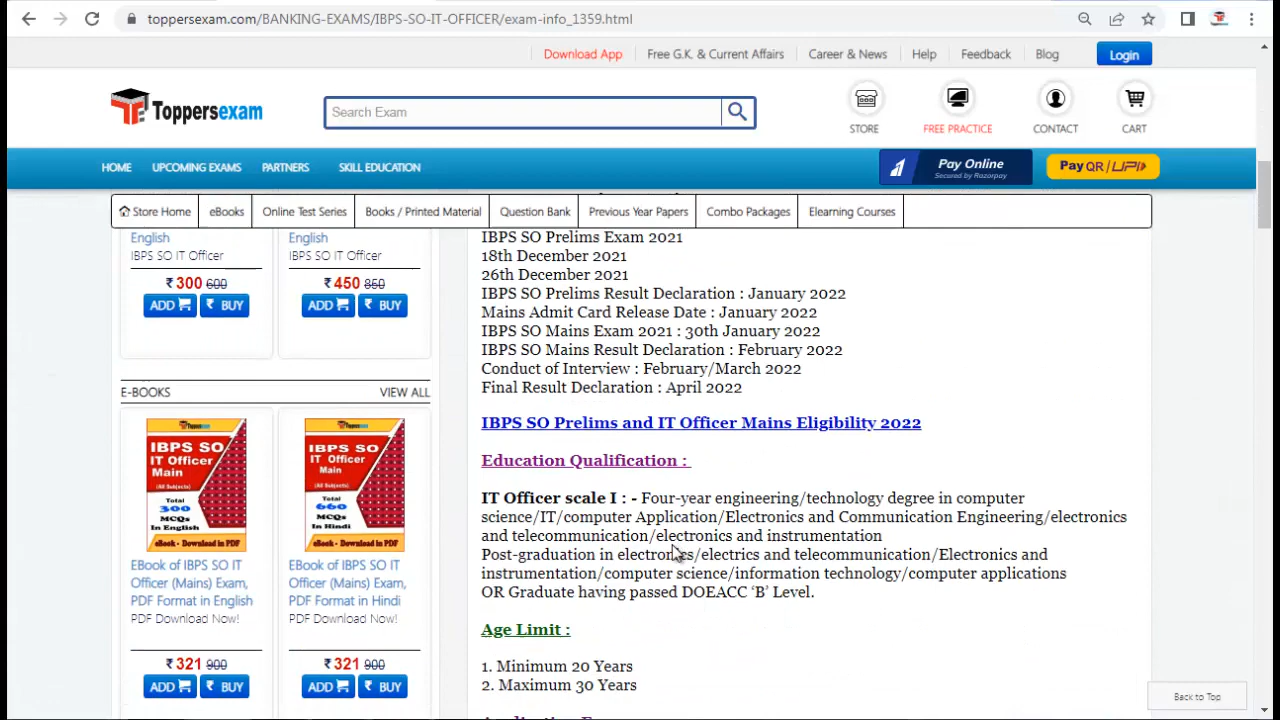 toppersexam.com/BANKING-EXAMS/IBPS-SO-IT-OFFICER/exam-info_1359.html
Download App
Free G.K. & Current Affairs
Career & News
Help
Feedback
Blog
Login
Toppersexam
Search Exam
STORE
FREE PRACTICE
CONTACT
CART
HOME
UPCOMING EXAMS
PARTNERS
SKILL EDUCATION
Pay Online
Secured by Razorpay
Pay QR / UPI
Store Home
eBooks
Online Test Series
Books / Printed Material
Question Bank
Previous Year Papers
Combo Packages
Elearning Courses
English
IBPS SO IT Officer
₹ 300 600
ADD
₹ BUY
English
IBPS SO IT Officer
₹ 450 850
ADD
₹ BUY
E-BOOKS
VIEW ALL
IBPS SO
IT Officer
Main
(All Subjects)
Total
300
MCQs
In English
eBook - Download in PDF
EBook of IBPS SO IT
Officer (Mains) Exam,
PDF Format in English
PDF Download Now!
₹ 321 900
ADD
₹ BUY
IBPS SO
IT Officer
Main
(All Subjects)
Total
660
MCQs
In Hindi
eBook - Download in PDF
EBook of IBPS SO IT
Officer (Mains) Exam,
PDF Format in Hindi
PDF Download Now!
₹ 321 900
ADD
₹ BUY
IBPS SO Prelims Exam 2021
18th December 2021
26th December 2021
IBPS SO Prelims Result Declaration : January 2022
Mains Admit Card Release Date : January 2022
IBPS SO Mains Exam 2021 : 30th January 2022
IBPS SO Mains Result Declaration : February 2022
Conduct of Interview : February/March 2022
Final Result Declaration : April 2022
IBPS SO Prelims and IT Officer Mains Eligibility 2022
Education Qualification :
IT Officer scale I : - Four-year engineering/technology degree in computer
science/IT/computer Application/Electronics and Communication Engineering/electronics
and telecommunication/electronics and instrumentation
Post-graduation in electronics/electrics and telecommunication/Electronics and
instrumentation/computer science/information technology/computer applications
OR Graduate having passed DOEACC ‘B’ Level.
Age Limit :
1. Minimum 20 Years
2. Maximum 30 Years
Back to Top